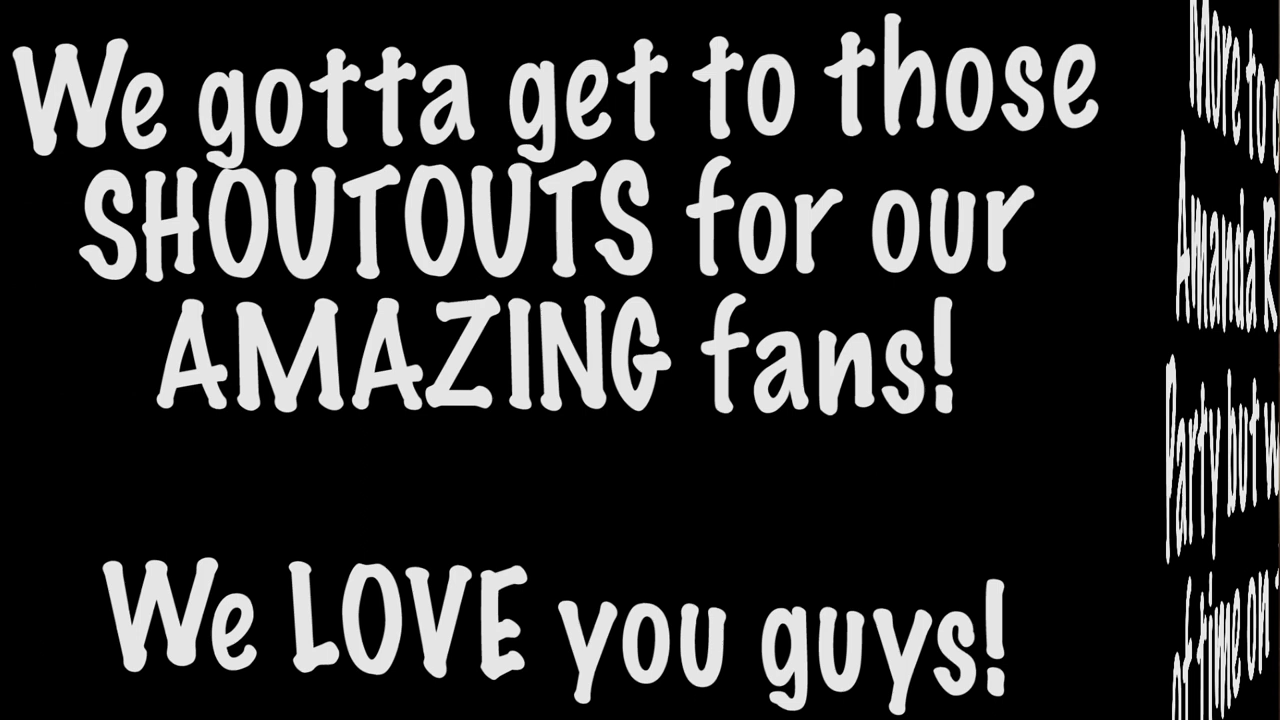 We gotta get to those
SHOUTOUTS for our
AMAZING fans!
We LOVE you guys!
More to
Amanda R
Party but
of time on